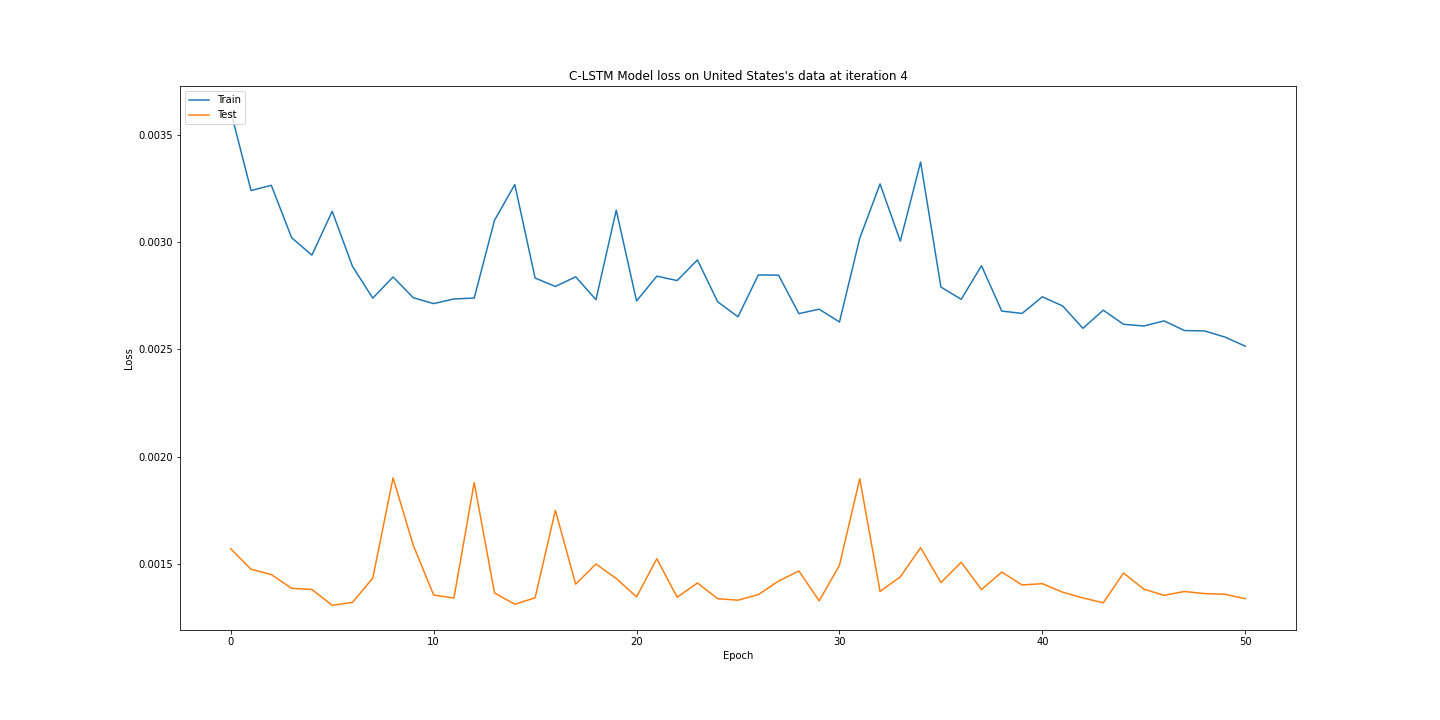 C-LSTM Model loss on United States's data at iteration 4
Train
Test
0.0035
0.0030
0.0025
0.0020
0.0015
Loss
0 10 20 30 40 50
Epoch